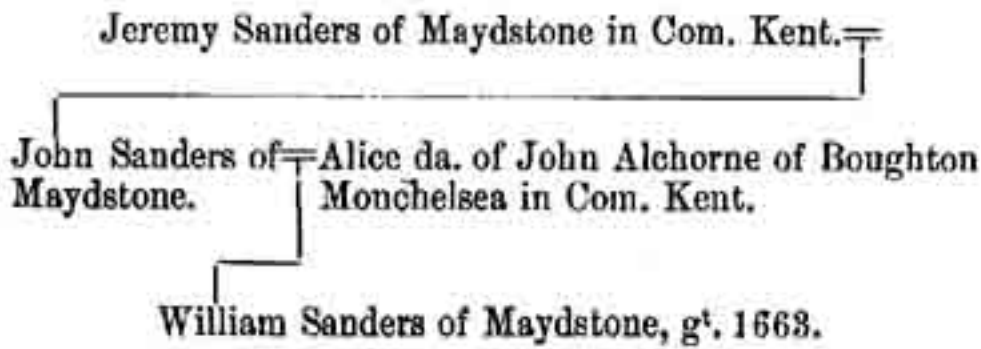 Jeremy Sanders of Maydstone in Com. Kent.
John Sanders of Alice da. of John Alchorne of Boughton
Maydstone. Monchelsea in Com. Kent.
William Sanders of Maydstone, gᵗ. 1663.